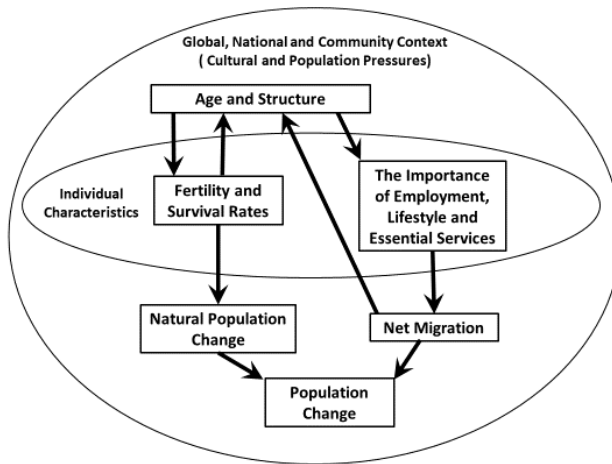 Global, National and Community Context
( Cultural and Population Pressures)
Age and Structure
Individual
Characteristics
Fertility and
Survival Rates
The Importance
of Employment,
Lifestyle and
Essential Services
Natural Population
Change
Net Migration
Population
Change